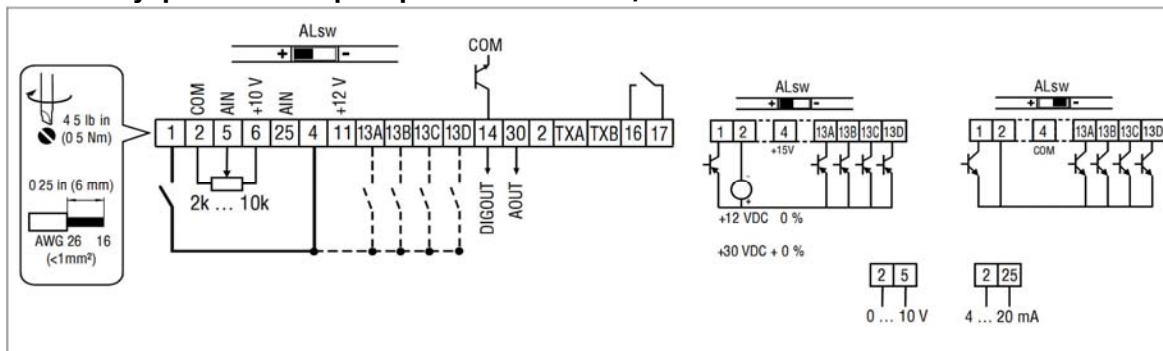 ALsw
+ -
COM
COM
AIN
+10 V
AIN
+12 V
4 5 lb in
(0 5 Nm)
1 2 5 6 25 4 11 13A 13B 13C 13D 14 30 2 TXA TXB 16 17
2k ... 10k
0 25 in (6 mm)
AWG 26 16
(<1mm²)
DIGOUT
AOUT
ALsw
+ -
1 2 4 13A 13B 13C 13D
+15V
-
+
+12 VDC 0 %
+30 VDC + 0 %
ALsw
+ -
1 2 4 13A 13B 13C 13D
COM
2 5
0 ... 10 V
2 25
4 ... 20 mA